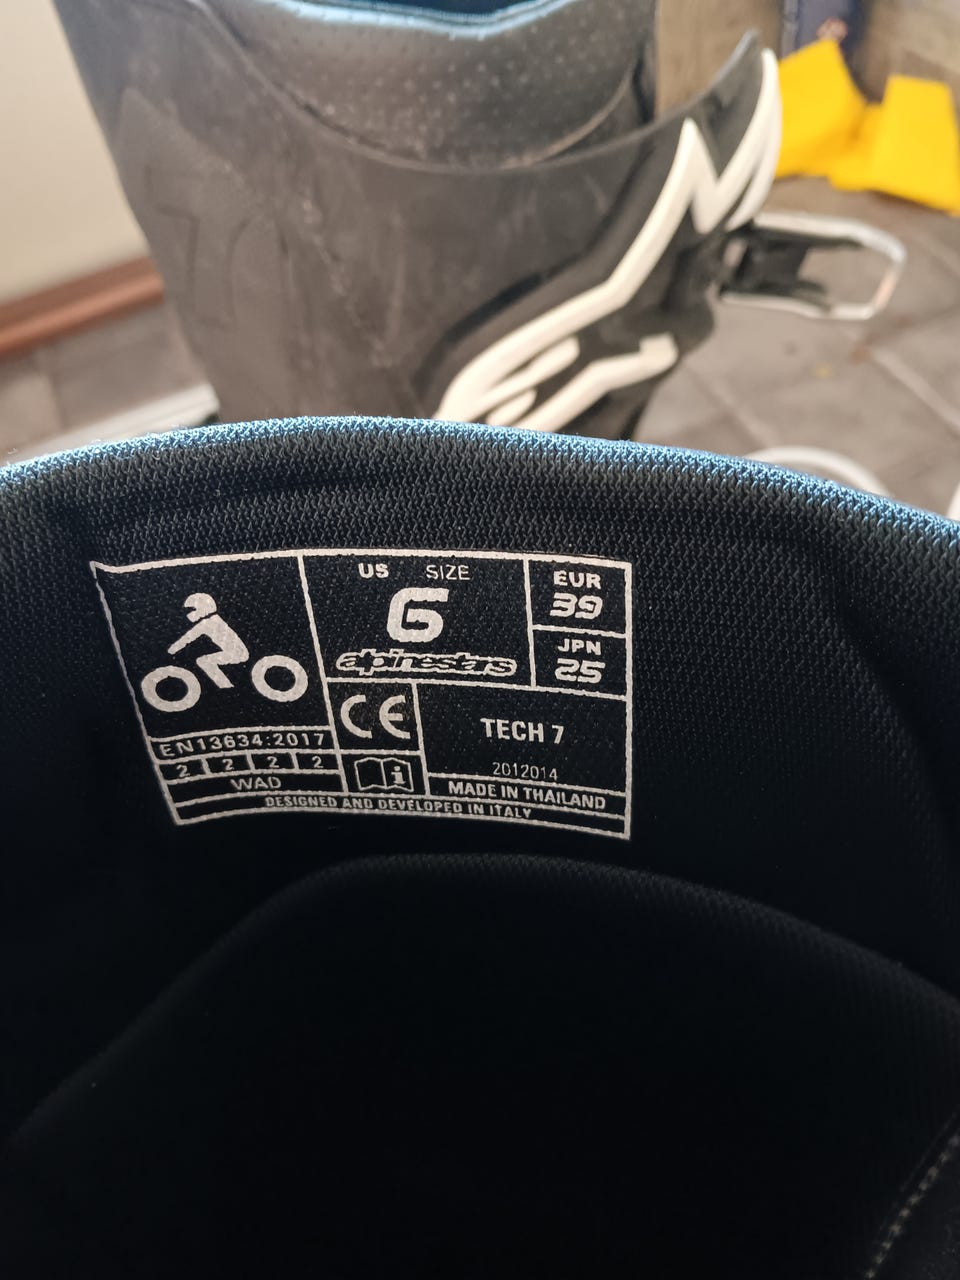 US SIZE
6
alpinestars
EUR
39
JPN
25
CE
EN13634:2017
2 2 2 2
WAD
i
TECH 7
2012014
MADE IN THAILAND
DESIGNED AND DEVELOPED IN ITALY